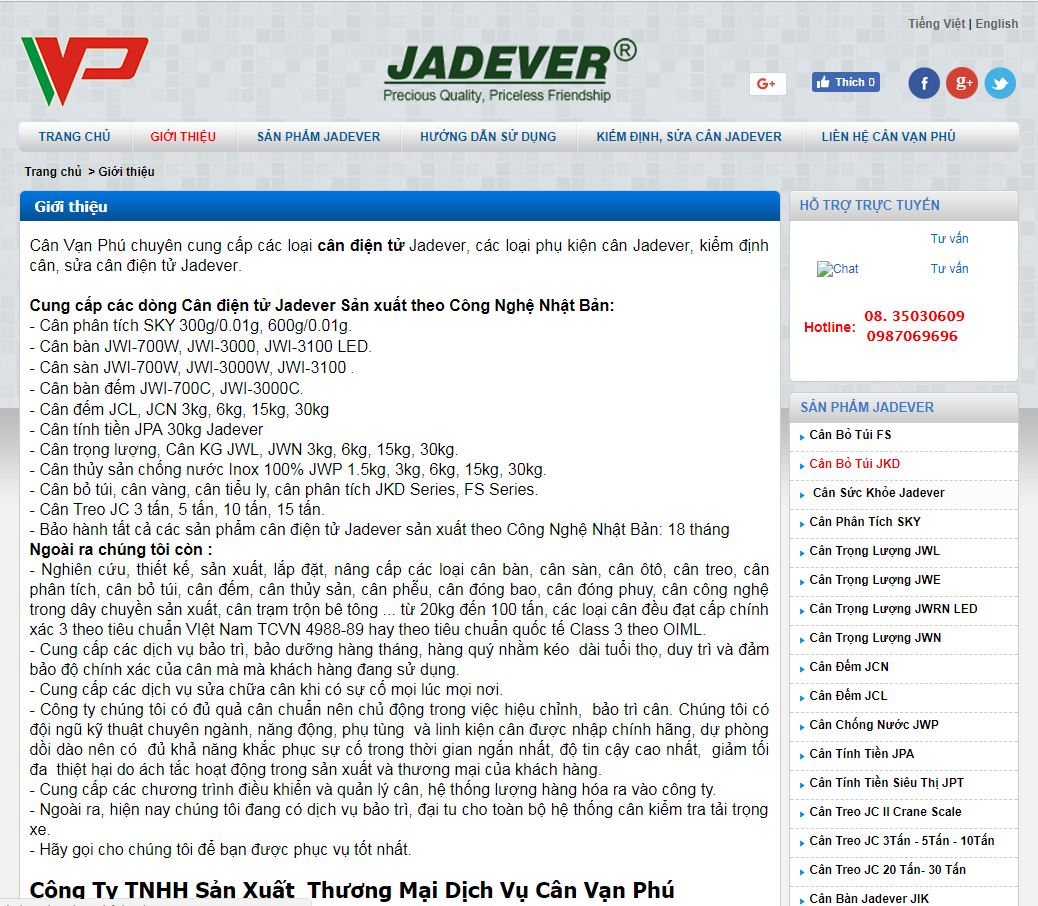 Tiếng Việt | English
VP
JADEVER®
Precious Quality, Priceless Friendship
G+
Thích 0
f
g+
TRANG CHỦ
GIỚI THIỆU
SẢN PHẨM JADEVER
HƯỚNG DẪN SỬ DỤNG
KIỂM ĐỊNH, SỬA CÂN JADEVER
LIÊN HỆ CÂN VẠN PHÚ
Trang chủ > Giới thiệu
Giới thiệu
Cân Vạn Phú chuyên cung cấp các loại cân điện tử Jadever, các loại phụ kiện cân Jadever, kiểm định
cân, sửa cân điện tử Jadever.
Cung cấp các dòng Cân điện tử Jadever Sản xuất theo Công Nghệ Nhật Bản:
- Cân phân tích SKY 300g/0.01g, 600g/0.01g.
- Cân bàn JWI-700W, JWI-3000, JWI-3100 LED.
- Cân sàn JWI-700W, JWI-3000W, JWI-3100 .
- Cân bàn đếm JWI-700C, JWI-3000C.
- Cân đếm JCL, JCN 3kg, 6kg, 15kg, 30kg
- Cân tính tiền JPA 30kg Jadever
- Cân trọng lượng, Cân KG JWL, JWN 3kg, 6kg, 15kg, 30kg.
- Cân thủy sản chống nước Inox 100% JWP 1.5kg, 3kg, 6kg, 15kg, 30kg.
- Cân bỏ túi, cân vàng, cân tiểu ly, cân phân tích JKD Series, FS Series.
- Cân Treo JC 3 tấn, 5 tấn, 10 tấn, 15 tấn.
- Bảo hành tất cả các sản phẩm cân điện tử Jadever sản xuất theo Công Nghệ Nhật Bản: 18 tháng
Ngoài ra chúng tôi còn :
- Nghiên cứu, thiết kế, sản xuất, lắp đặt, nâng cấp các loại cân bàn, cân sàn, cân ôtô, cân treo, cân
phân tích, cân bỏ túi, cân đếm, cân thủy sản, cân phễu, cân đóng bao, cân đóng phuy, cân công nghệ
trong dây chuyền sản xuất, cân trạm trộn bê tông ... từ 20kg đến 100 tấn, các loại cân đều đạt cấp chính
xác 3 theo tiêu chuẩn VIệt Nam TCVN 4988-89 hay theo tiêu chuẩn quốc tế Class 3 theo OIML.
- Cung cấp các dịch vụ bảo trì, bảo dưỡng hàng tháng, hàng quý nhằm kéo dài tuổi thọ, duy trì và đảm
bảo độ chính xác của cân mà mà khách hàng đang sử dụng.
- Cung cấp các dịch vụ sửa chữa cân khi có sự cố mọi lúc mọi nơi.
- Công ty chúng tôi có đủ quả cân chuẩn nên chủ động trong việc hiệu chỉnh, bảo trì cân. Chúng tôi có
đội ngũ kỹ thuật chuyên ngành, năng động, phụ tùng và linh kiện cân được nhập chính hãng, dự phòng
dồi dào nên có đủ khả năng khắc phục sự cố trong thời gian ngắn nhất, độ tin cậy cao nhất, giảm tối
đa thiệt hại do ách tắc hoạt động trong sản xuất và thương mại của khách hàng.
- Cung cấp các chương trình điều khiển và quản lý cân, hệ thống lượng hàng hóa ra vào công ty.
- Ngoài ra, hiện nay chúng tôi đang có dịch vụ bảo trì, đại tu cho toàn bộ hệ thống cân kiểm tra tải trọng
xe.
- Hãy gọi cho chúng tôi để bạn được phục vụ tốt nhất.
Công Ty TNHH Sản Xuất Thương Mại Dịch Vụ Cân Vạn Phú
HỖ TRỢ TRỰC TUYẾN
Tư vấn
Chat
Tư vấn
Hotline:
08. 35030609
0987069696
SẢN PHẨM JADEVER
Cân Bỏ Túi FS
Cân Bỏ Túi JKD
Cân Sức Khỏe Jadever
Cân Phân Tích SKY
Cân Trọng Lượng JWL
Cân Trọng Lượng JWE
Cân Trọng Lượng JWRN LED
Cân Trọng Lượng JWN
Cân Đếm JCN
Cân Đếm JCL
Cân Chống Nước JWP
Cân Tính Tiền JPA
Cân Tính Tiền Siêu Thị JPT
Cân Treo JC II Crane Scale
Cân Treo JC 3Tấn - 5Tấn - 10Tấn
Cân Treo JC 20 Tấn- 30 Tấn
Cân Bàn Jadever JIK